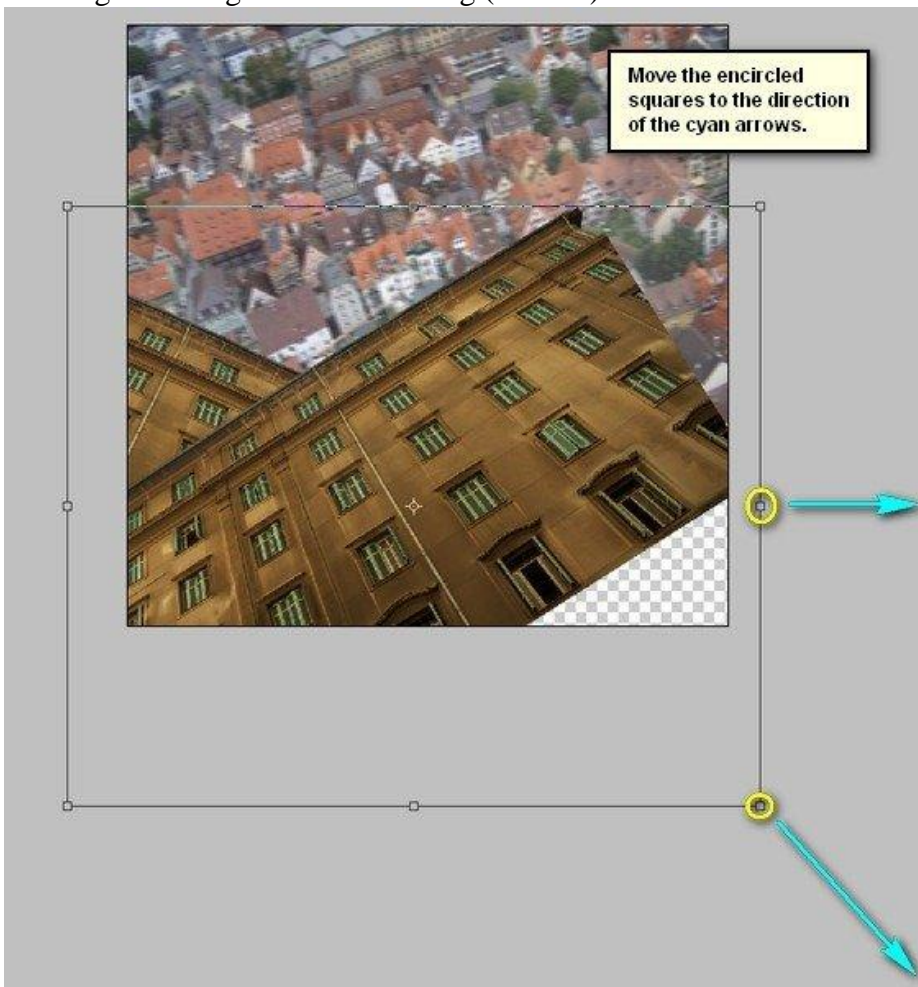 Move the encircled
squares to the direction
of the cyan arrows.